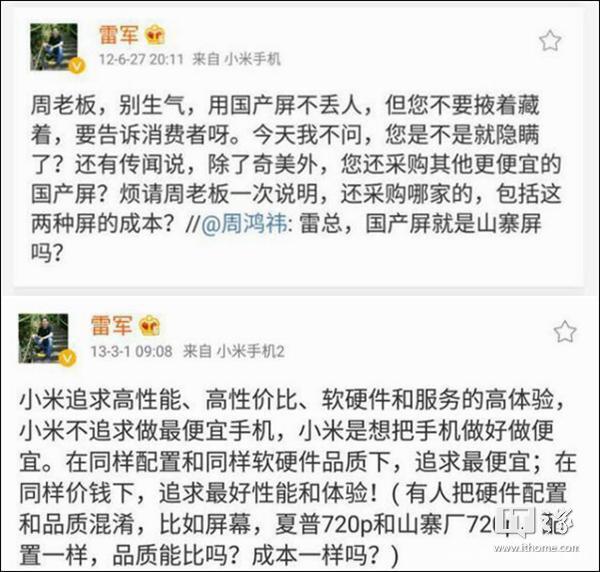 雷军
12-6-27 20:11 来自 小米手机
周老板，别生气，用国产屏不丢人，但您不要掖着藏
着，要告诉消费者呀。今天我不问，您是不是就隐瞒
了？还有传闻说，除了奇美外，您还采购其他更便宜的
国产屏？烦请周老板一次说明，还采购哪家的，包括这
两种屏的成本？//@周鸿祎: 雷总，国产屏就是山寨屏
吗？
雷军
13-3-1 09:08 来自 小米手机2
小米追求高性能、高性价比、软硬件和服务的高体验，
小米不追求做最便宜手机，小米是想把手机做好做便
宜。在同样配置和同样软硬件品质下，追求最便宜；在
同样价钱下，追求最好性能和体验！( 有人把硬件配置
和品质混淆，比如屏幕，夏普720p和山寨厂720p，配
置一样，品质能比吗？成本一样吗？)
IT之家
www.ithome.com